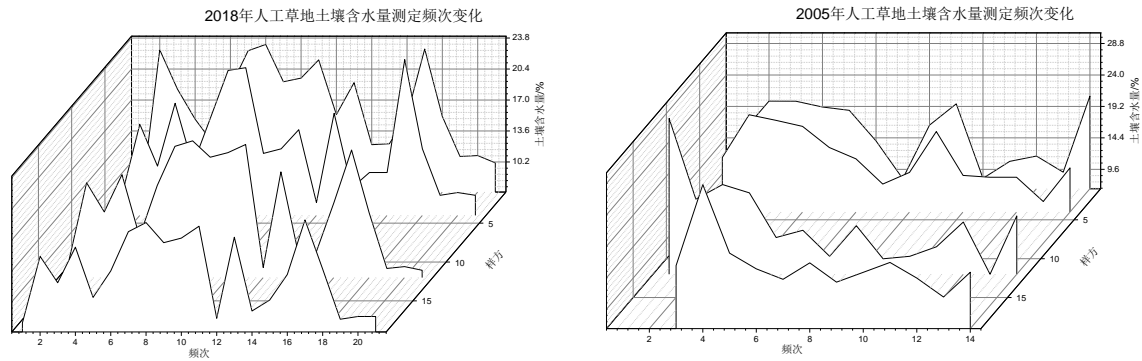 2018年人工草地土壤含水量测定频次变化
23.8
20.4
17.0
13.6
10.2
土壤含水量/%
5
10
15
样方
2 4 6 8 10 12 14 16 18 20
频次
2005年人工草地土壤含水量测定频次变化
28.8
24.0
19.2
14.4
9.6
土壤含水量/%
5
10
15
样方
2 4 6 8 10 12 14
频次